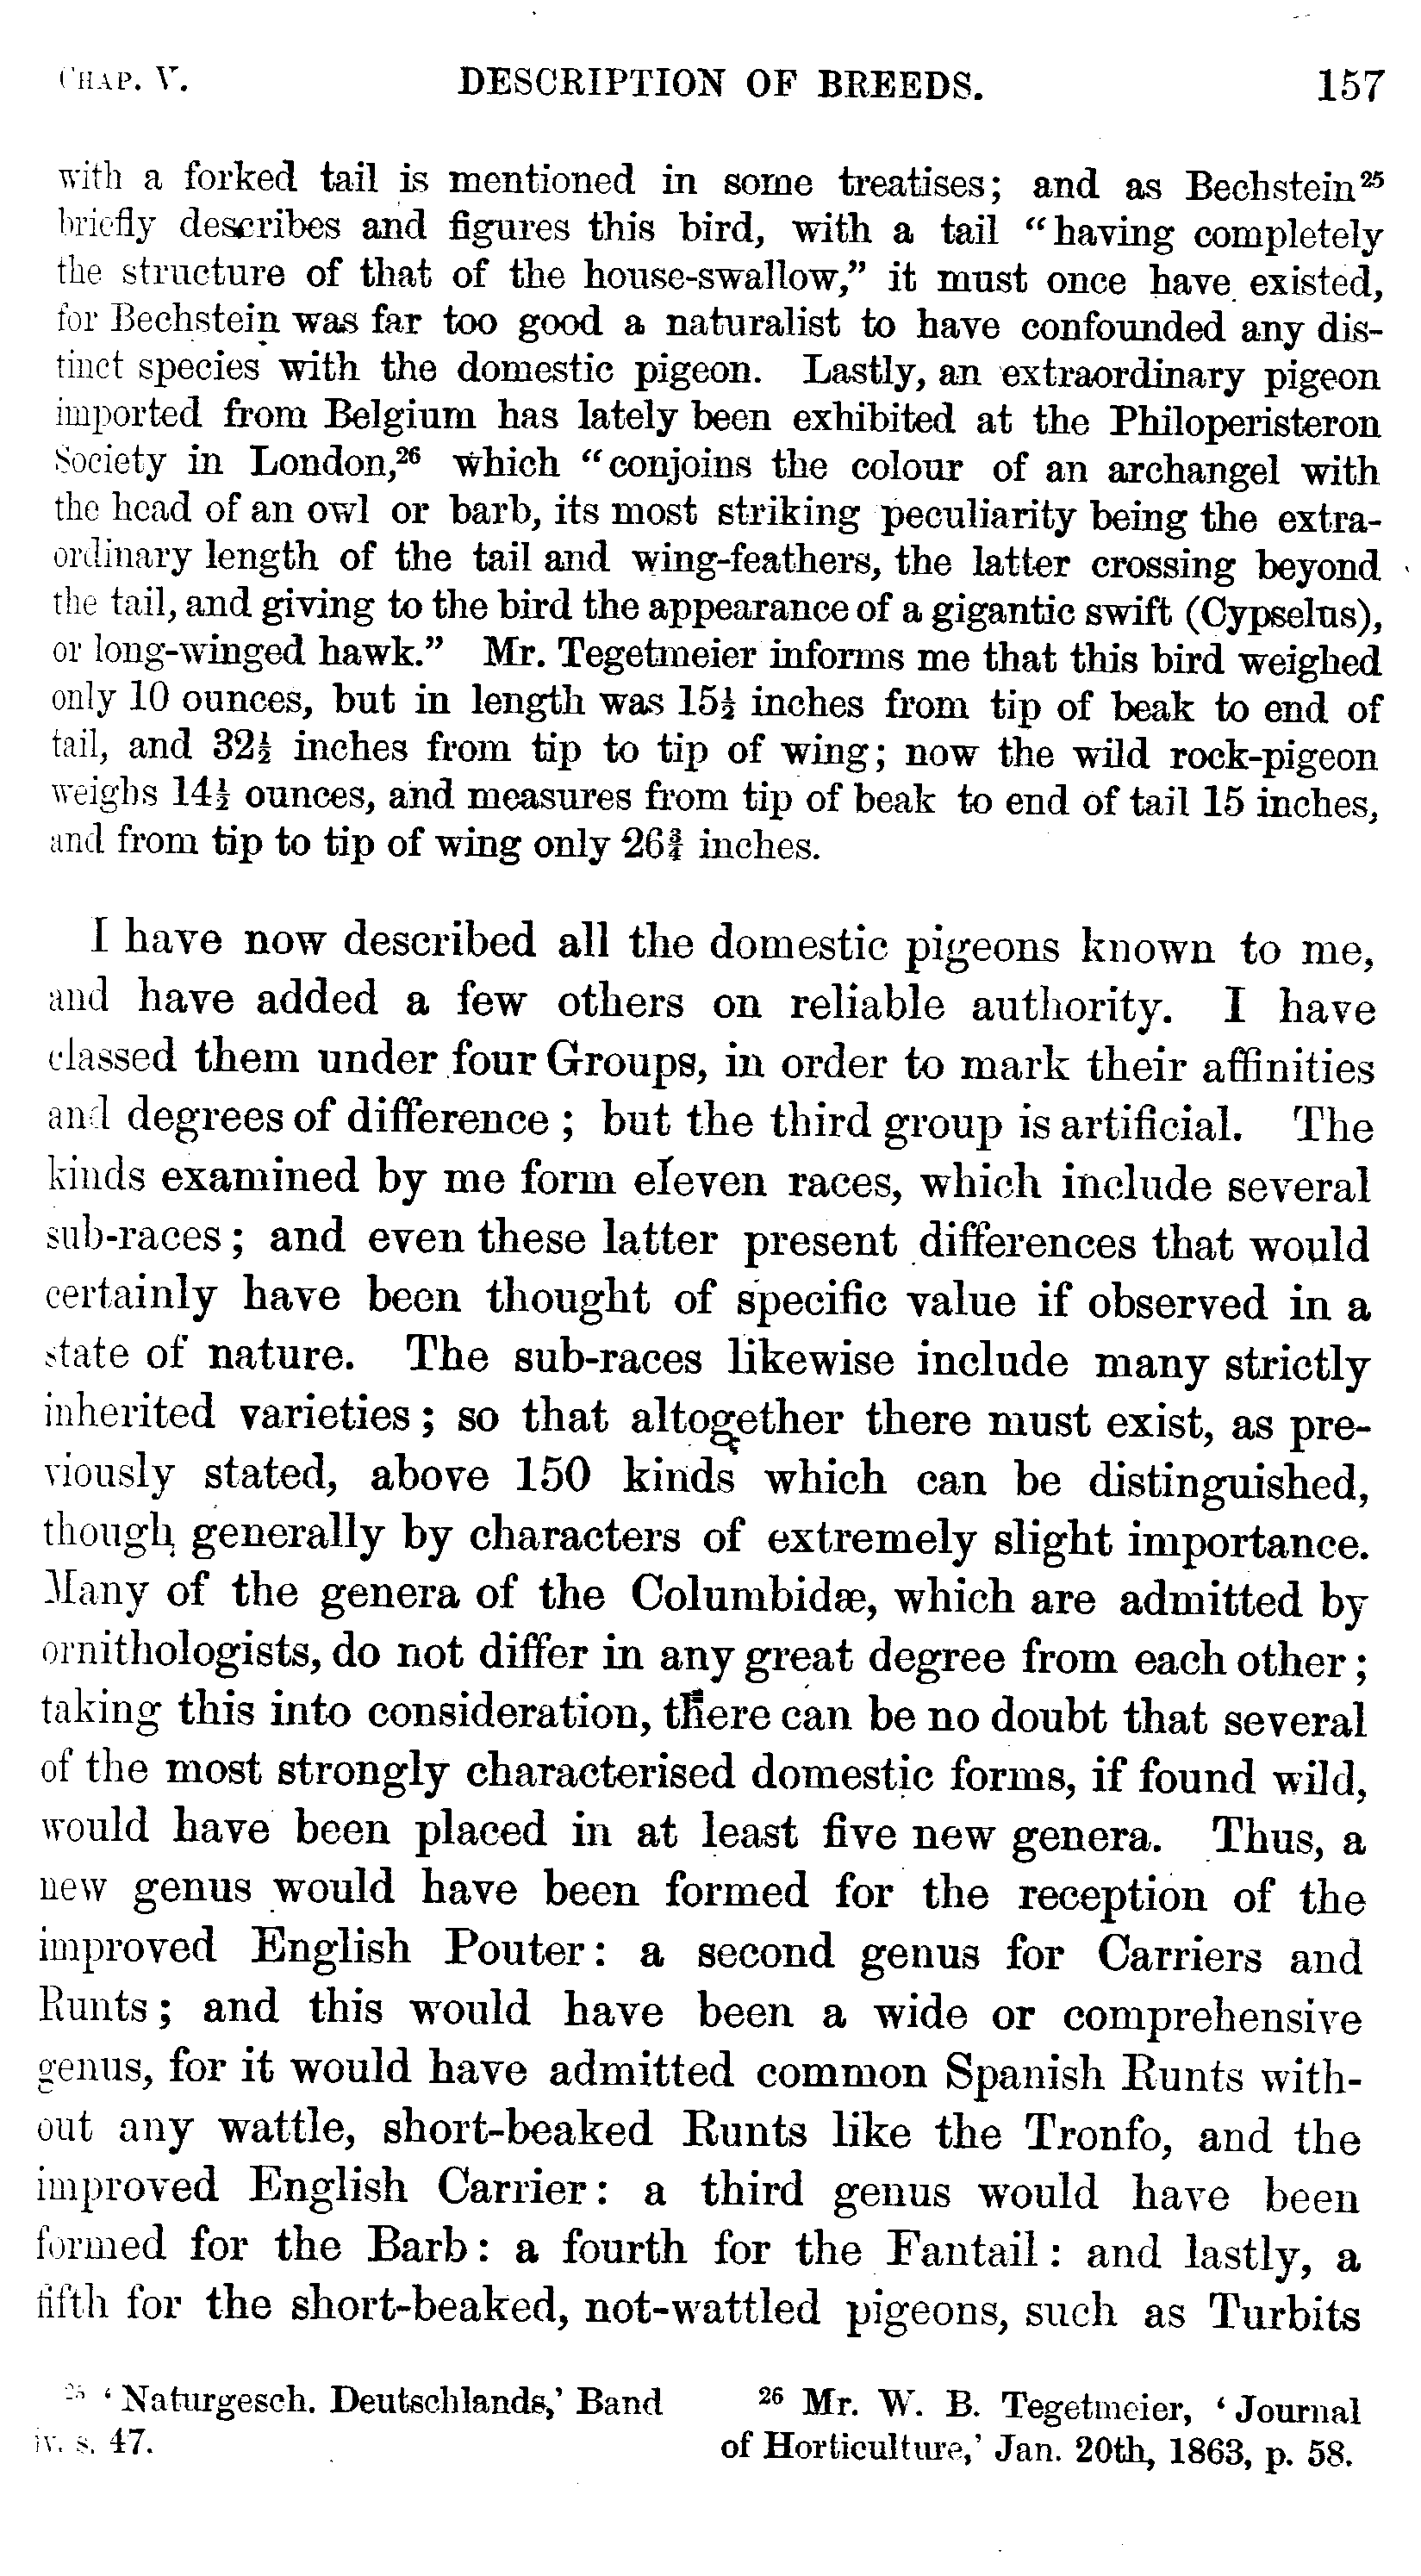 CHAP. V. DESCRIPTION OF BREEDS. 157
with a forked tail is mentioned in some treatises; and as Bechstein²⁵
briefly describes and figures this bird, with a tail “having completely
the structure of that of the house-swallow,” it must once have existed,
for Bechstein was far too good a naturalist to have confounded any dis-
tinct species with the domestic pigeon. Lastly, an extraordinary pigeon
imported from Belgium has lately been exhibited at the Philoperisteron
Society in London,²⁶ which “conjoins the colour of an archangel with
the head of an owl or barb, its most striking peculiarity being the extra-
ordinary length of the tail and wing-feathers, the latter crossing beyond
the tail, and giving to the bird the appearance of a gigantic swift (Cypselus),
or long-winged hawk.” Mr. Tegetmeier informs me that this bird weighed
only 10 ounces, but in length was 15½ inches from tip of beak to end of
tail, and 32½ inches from tip to tip of wing; now the wild rock-pigeon
weighs 14½ ounces, and measures from tip of beak to end of tail 15 inches,
and from tip to tip of wing only 26¾ inches.
I have now described all the domestic pigeons known to me,
and have added a few others on reliable authority. I have
classed them under four Groups, in order to mark their affinities
and degrees of difference; but the third group is artificial. The
kinds examined by me form eleven races, which include several
sub-races; and even these latter present differences that would
certainly have been thought of specific value if observed in a
state of nature. The sub-races likewise include many strictly
inherited varieties; so that altogether there must exist, as pre-
viously stated, above 150 kinds which can be distinguished,
though generally by characters of extremely slight importance.
Many of the genera of the Columbidæ, which are admitted by
ornithologists, do not differ in any great degree from each other;
taking this into consideration, there can be no doubt that several
of the most strongly characterised domestic forms, if found wild,
would have been placed in at least five new genera. Thus, a
new genus would have been formed for the reception of the
improved English Pouter: a second genus for Carriers and
Runts; and this would have been a wide or comprehensive
genus, for it would have admitted common Spanish Runts with-
out any wattle, short-beaked Runts like the Tronfo, and the
improved English Carrier: a third genus would have been
formed for the Barb: a fourth for the Fantail: and lastly, a
fifth for the short-beaked, not-wattled pigeons, such as Turbits
²⁵ ‘Naturgesch. Deutschlands,’ Band
iv. s. 47.
²⁶ Mr. W. B. Tegetmeier, ‘Journal
of Horticulture,’ Jan. 20th, 1863, p. 58.